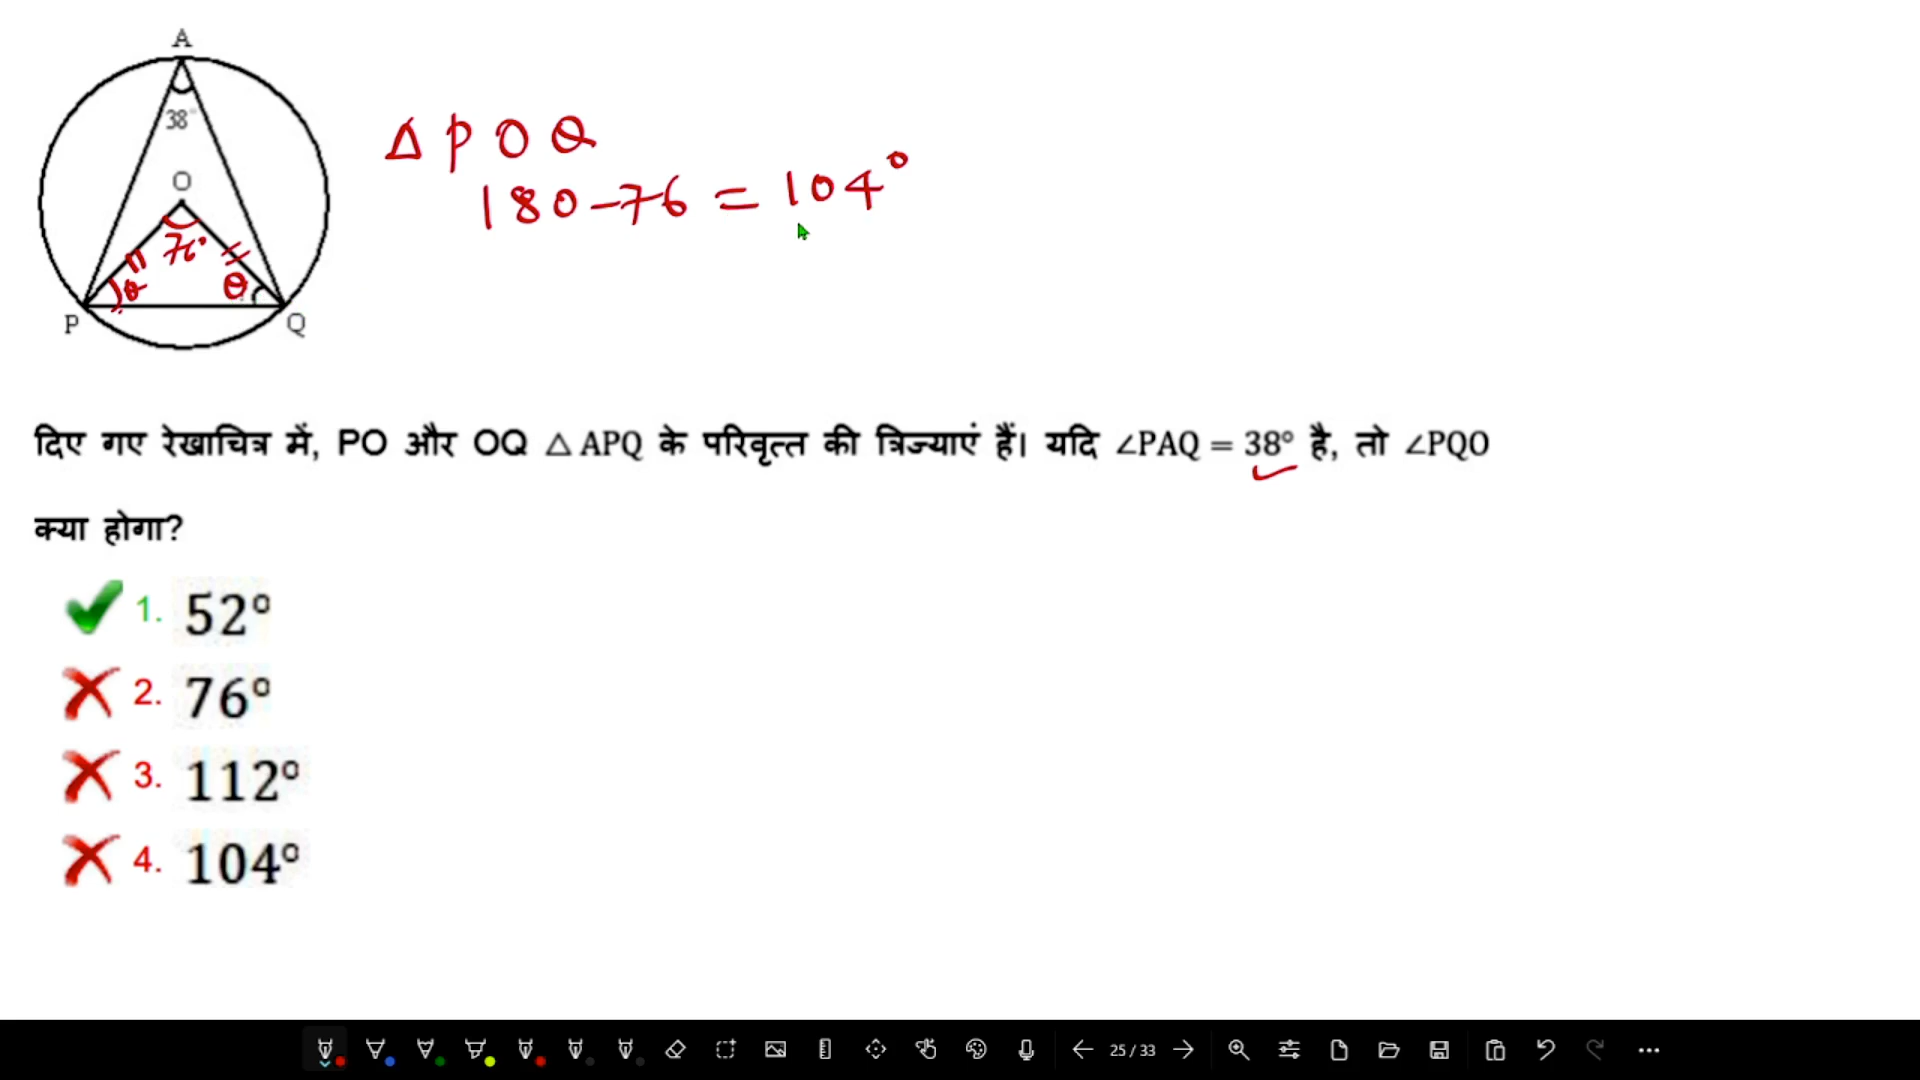 A
38°
O
76°
θ
θ
P
Q
△ P O Q
180-76 = 104°
दिए गए रेखाचित्र में, PO और OQ △ APQ के परिवृत्त की त्रिज्याएं हैं। यदि ∠PAQ = 38° है, तो ∠PQO
क्या होगा?
1. 52°
2. 76°
3. 112°
4. 104°
25 / 33